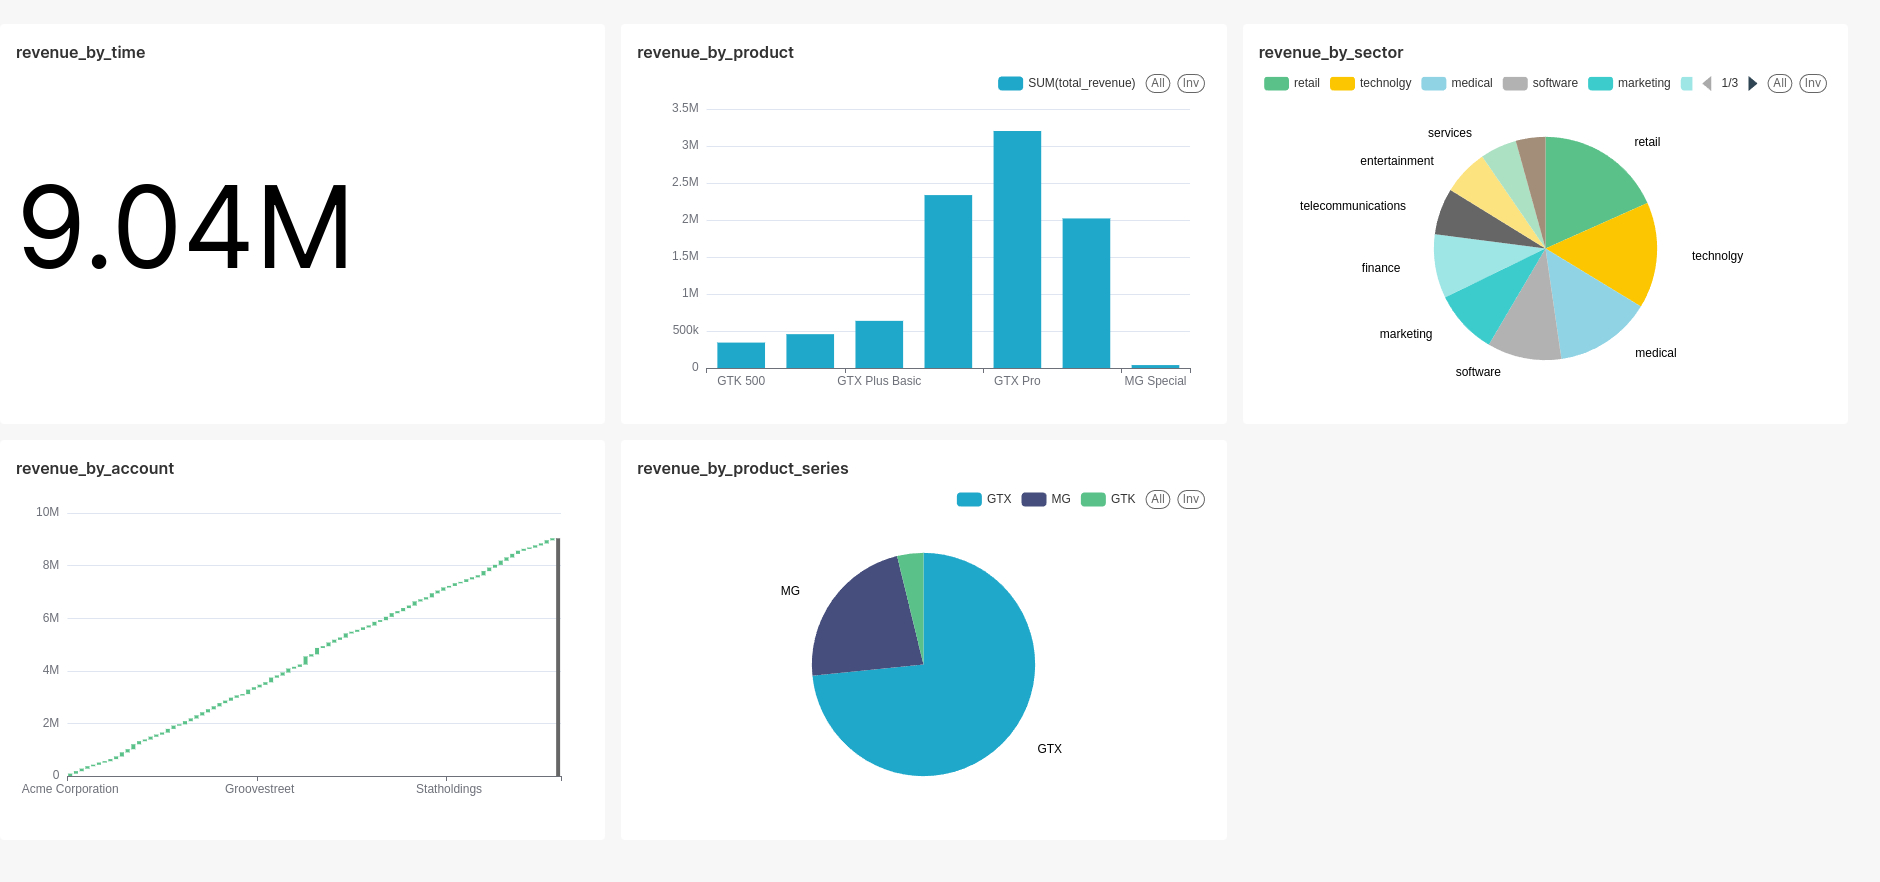 revenue_by_time
9.04M
revenue_by_product
SUM(total_revenue) All Inv
3.5M
3M
2.5M
2M
1.5M
1M
500k
0
GTK 500 GTX Plus Basic GTX Pro MG Special
revenue_by_sector
retail technolgy medical software marketing 1/3 All Inv
services
retail
entertainment
telecommunications
technolgy
finance
marketing
medical
software
revenue_by_account
10M
8M
6M
4M
2M
0
Acme Corporation Groovestreet Statholdings
revenue_by_product_series
GTX MG GTK All Inv
MG
GTX